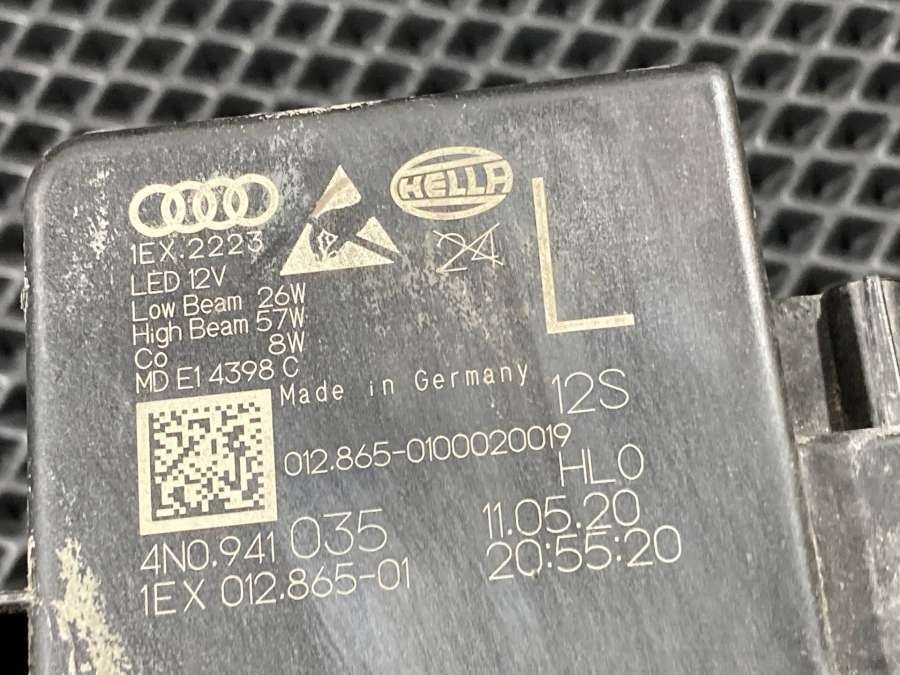 HELLA
1EX.2223
24
L
LED 12V
Low Beam 26W
High Beam 57W
Co 8W
MD E1 4398 C
Made in Germany
12S
012.865-0100020019
HL0
4N0.941 035
11.05.20
1EX 012.865-01
20:55:20